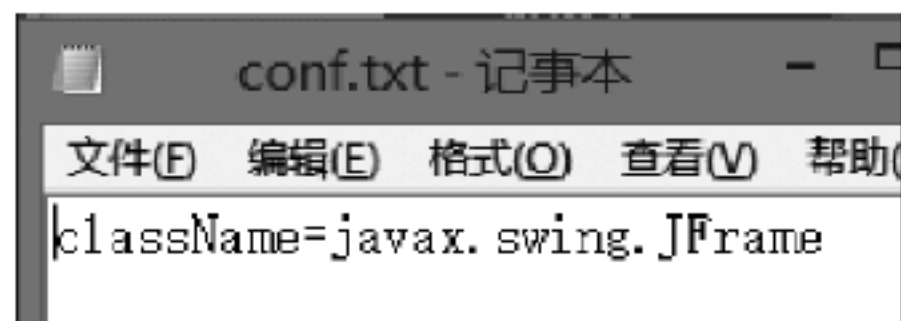 conf.txt - 记事本
文件(F) 编辑(E) 格式(O) 查看(V) 帮助(
className=javax.swing.JFrame